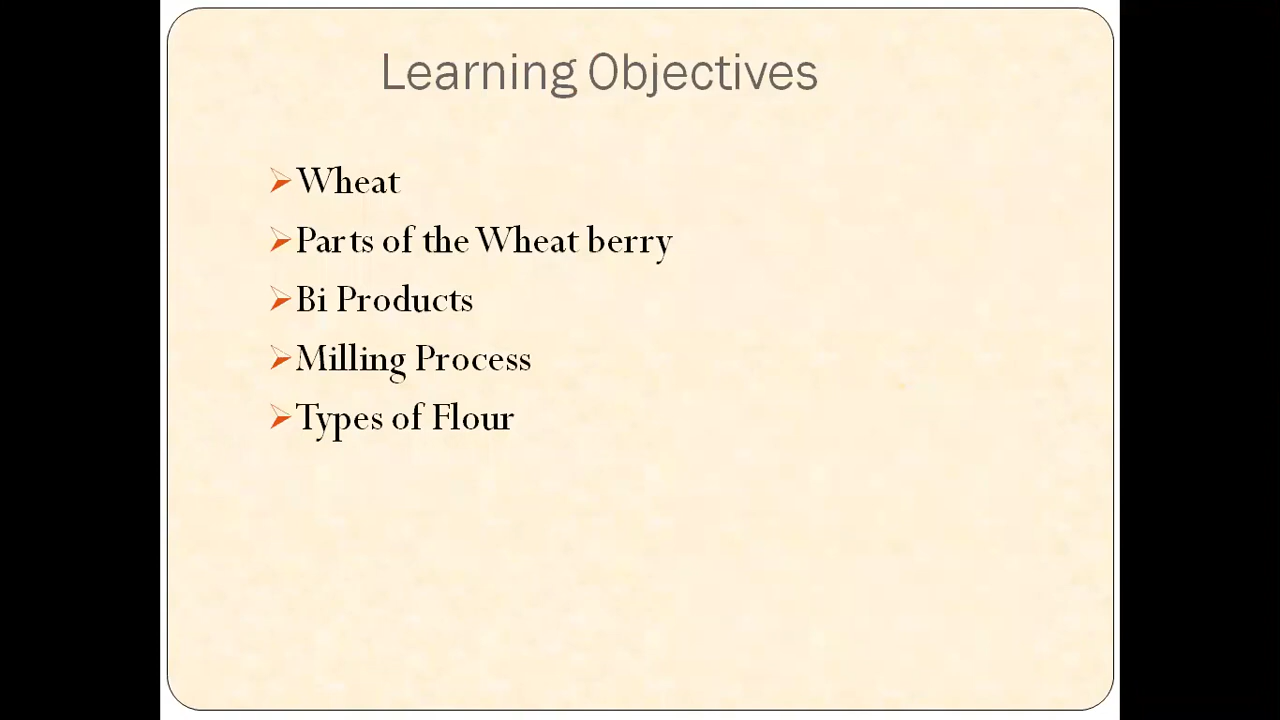 Learning Objectives
Wheat
Parts of the Wheat berry
Bi Products
Milling Process
Types of Flour